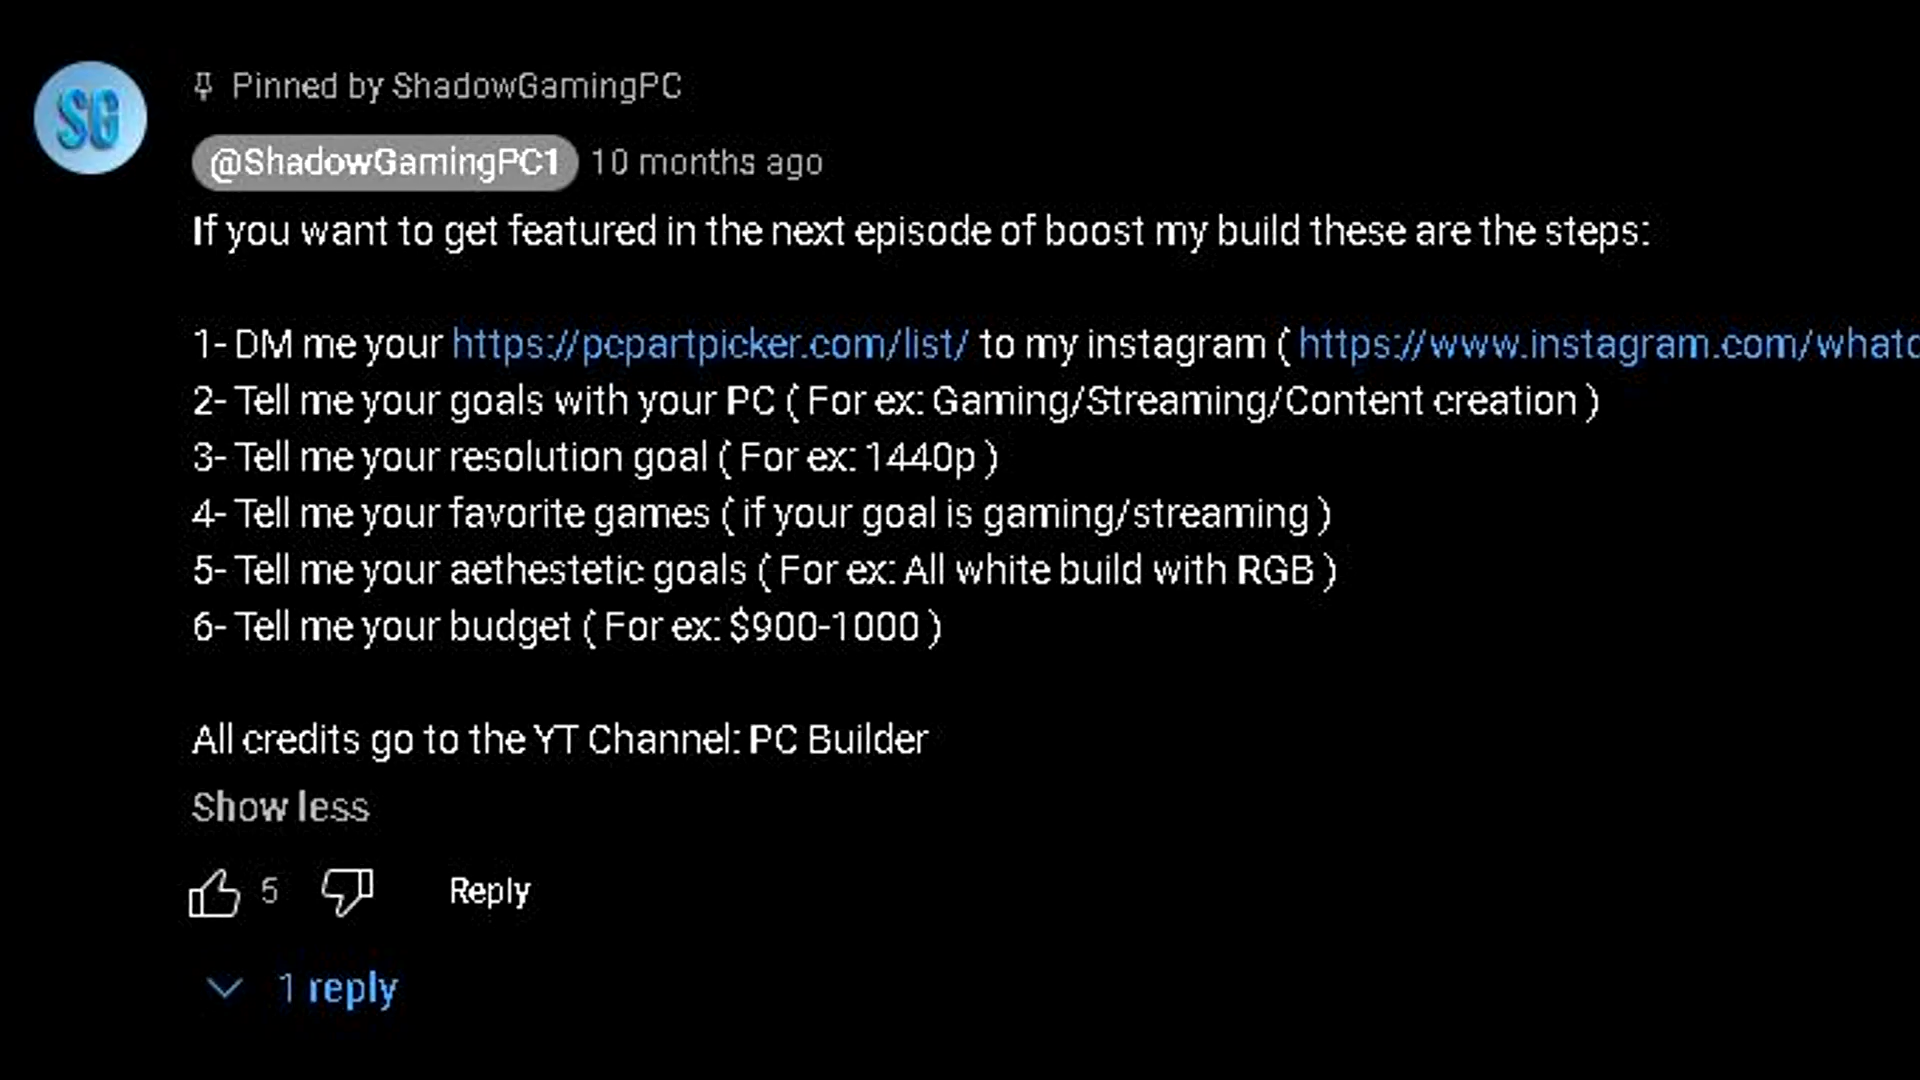 SG
Pinned by ShadowGamingPC
@ShadowGamingPC1 10 months ago
If you want to get featured in the next episode of boost my build these are the steps:
1- DM me your https://pcpartpicker.com/list/ to my instagram ( https://www.instagram.com/whatc
2- Tell me your goals with your PC ( For ex: Gaming/Streaming/Content creation )
3- Tell me your resolution goal ( For ex: 1440p )
4- Tell me your favorite games ( if your goal is gaming/streaming )
5- Tell me your aethestetic goals ( For ex: All white build with RGB )
6- Tell me your budget ( For ex: $900-1000 )
All credits go to the YT Channel: PC Builder
Show less
5 Reply
1 reply